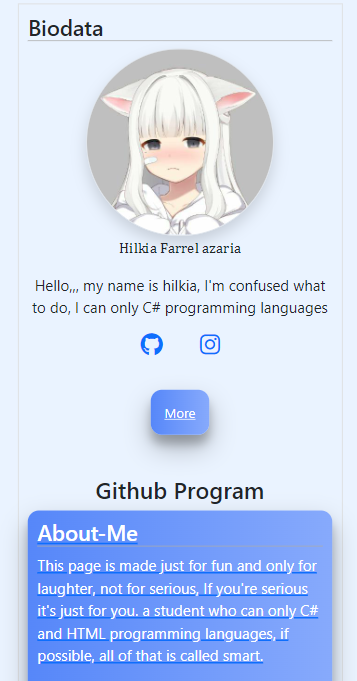 Biodata
Hilkia Farrel azaria
Hello,,, my name is hilkia, I'm confused what
to do, I can only C# programming languages
More
Github Program
About-Me
This page is made just for fun and only for
laughter, not for serious, If you're serious
it's just for you. a student who can only C#
and HTML programming languages, if
possible, all of that is called smart.